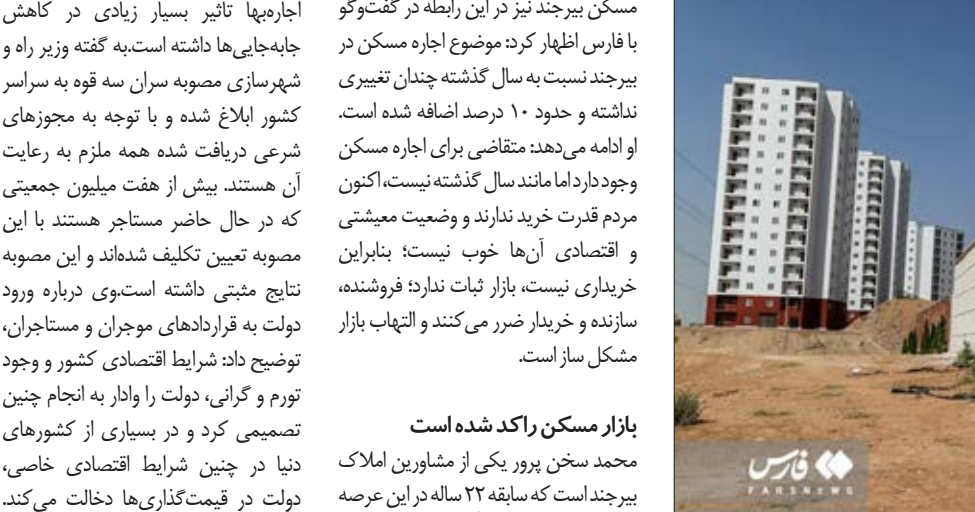 مسکن بیرجند نیز در این رابطه در گفت‌وگو
با فارس اظهار کرد: موضوع اجاره مسکن در
بیرجند نسبت به سال گذشته چندان تغییری
نداشته و حدود ۱۰ درصد اضافه شده است.
او ادامه می‌دهد: متقاضی برای اجاره مسکن
وجود دارد اما مانند سال گذشته نیست، اکنون
مردم قدرت خرید ندارند و وضعیت معیشتی
و اقتصادی آن‌ها خوب نیست؛ بنابراین
خریداری نیست، بازار ثبات ندارد؛ فروشنده،
سازنده و خریدار ضرر می‌کنند و التهاب بازار
مشکل ساز است.
بازار مسکن راکد شده است
محمد سخن پرور یکی از مشاورین املاک
بیرجند است که سابقه ۲۲ ساله در این عرصه
اجاره‌بها تاثیر بسیار زیادی در کاهش
جابه‌جایی‌ها داشته است.به گفته وزیر راه و
شهرسازی مصوبه سران سه قوه به سراسر
کشور ابلاغ شده و با توجه به مجوزهای
شرعی دریافت شده همه ملزم به رعایت
آن هستند. بیش از هفت میلیون جمعیتی
که در حال حاضر مستاجر هستند با این
مصوبه تعیین تکلیف شده‌اند و این مصوبه
نتایج مثبتی داشته است.وی درباره ورود
دولت به قراردادهای موجران و مستاجران،
توضیح داد: شرایط اقتصادی کشور و وجود
تورم و گرانی، دولت را وادار به انجام چنین
تصمیمی کرد و در بسیاری از کشورهای
دنیا در چنین شرایط اقتصادی خاصی،
دولت در قیمت‌گذاری‌ها دخالت می‌کند.
فارس
FARSNEWS